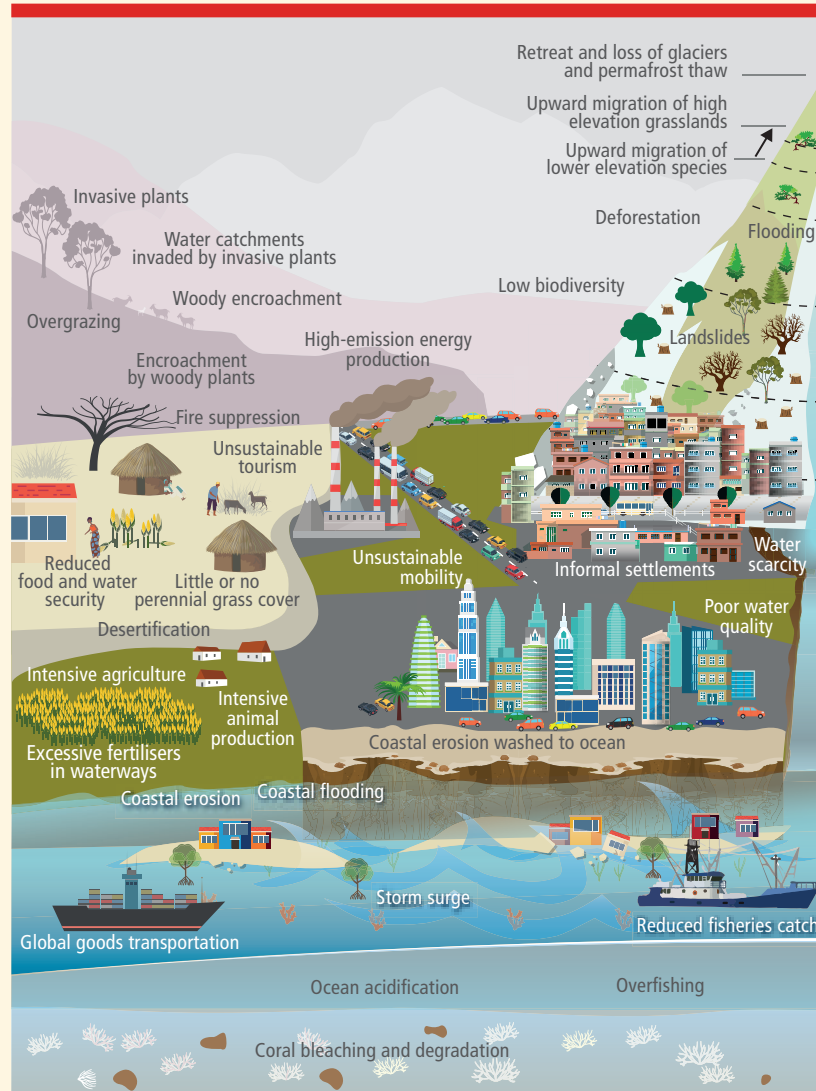 Retreat and loss of glaciers
and permafrost thaw
Upward migration of high
elevation grasslands
Upward migration of
lower elevation species
Invasive plants
Deforestation
Flooding
Water catchments
invaded by invasive plants
Low biodiversity
Woody encroachment
Overgrazing
High-emission energy
production
Landslides
Encroachment
by woody plants
Fire suppression
Unsustainable
tourism
Reduced
food and water
security
Little or no
perennial grass cover
Unsustainable
mobility
Informal settlements
Water
scarcity
Desertification
Poor water
quality
Intensive agriculture
Intensive
animal
production
Excessive fertilisers
in waterways
Coastal erosion washed to ocean
Coastal erosion
Coastal flooding
Storm surge
Global goods transportation
Reduced fisheries catch
Ocean acidification
Overfishing
Coral bleaching and degradation